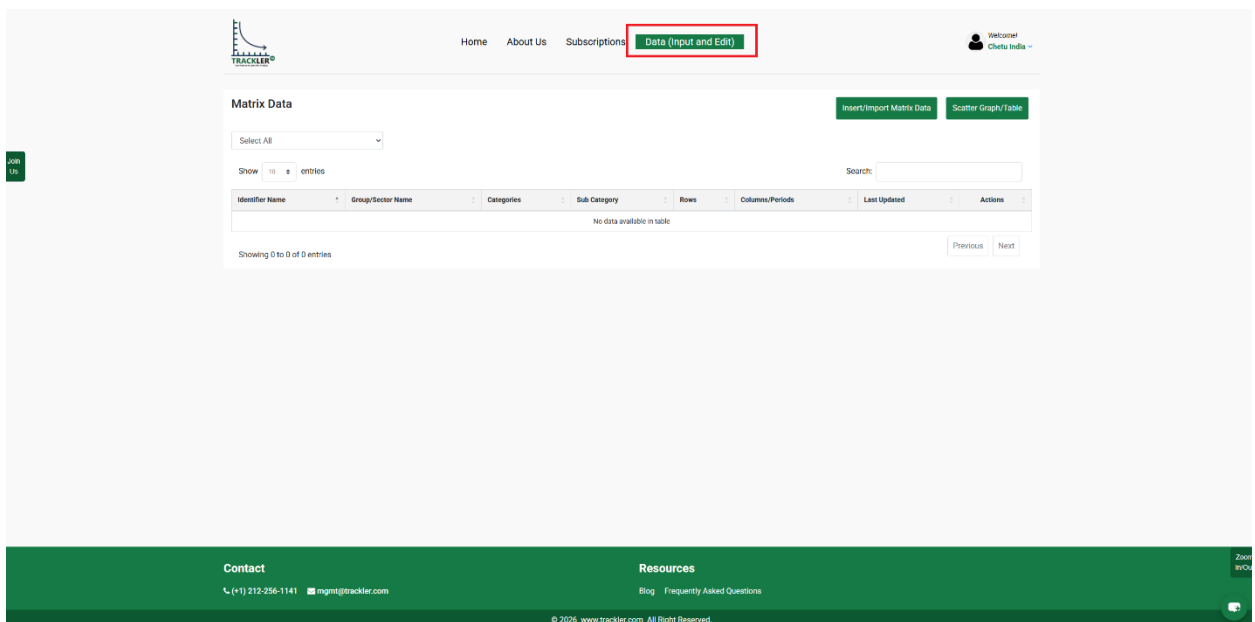 TRACKLER©
Home About Us Subscriptions Data (Input and Edit)
Welcome!
Chetu India
Matrix Data
Insert/Import Matrix Data Scatter Graph/Table
Select All
Join
Us
Show 10 entries Search:
Identifier Name Group/Sector Name Categories Sub Category Rows Columns/Periods Last Updated Actions
No data available in table
Showing 0 to 0 of 0 entries Previous Next
Contact Resources
(+1) 212-256-1141 mgmt@trackler.com Blog Frequently Asked Questions
Zoom
In/Ou
© 2026 www.trackler.com All Right Reserved.